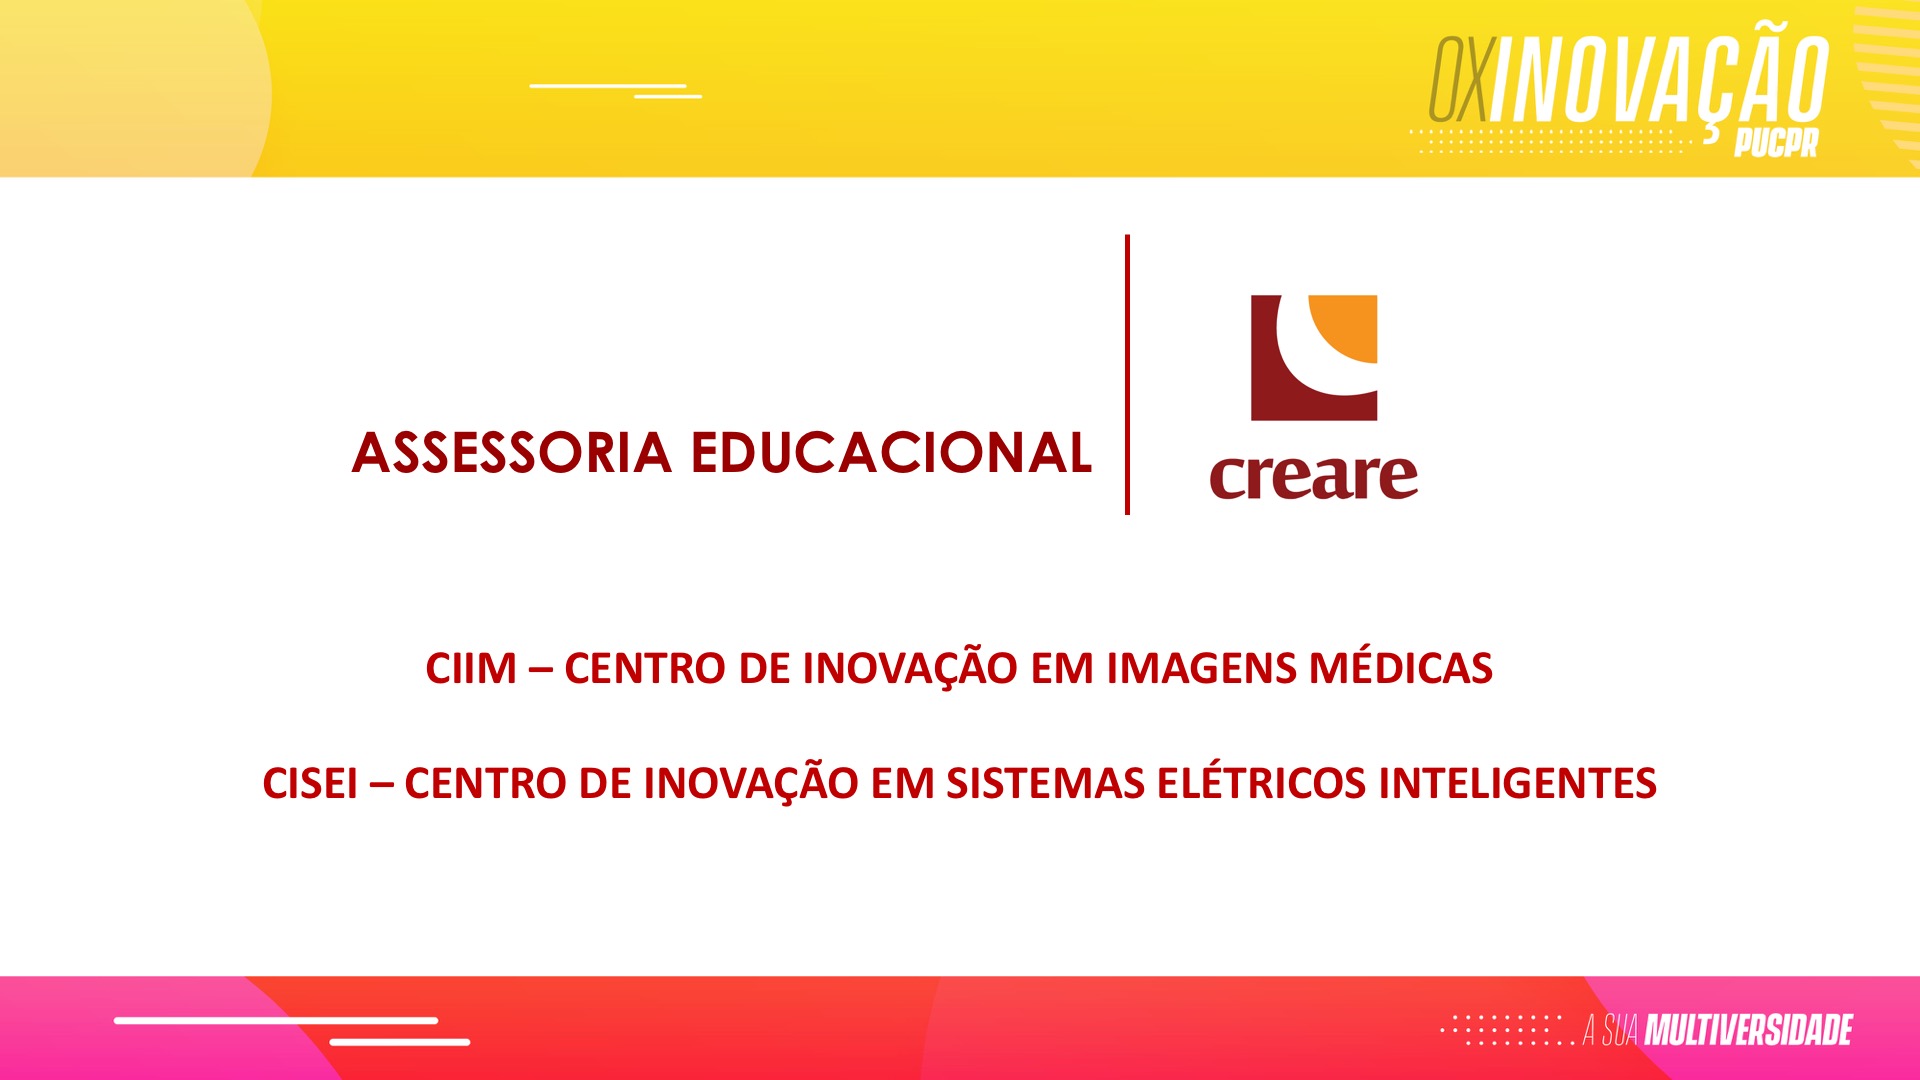 OXINOVAÇÃO
PUCPR
ASSESSORIA EDUCACIONAL
creare
CIIM – CENTRO DE INOVAÇÃO EM IMAGENS MÉDICAS
CISEI – CENTRO DE INOVAÇÃO EM SISTEMAS ELÉTRICOS INTELIGENTES
A SUA MULTIVERSIDADE